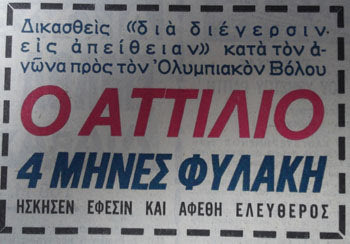 Δικασθεὶς «διὰ διέγερσιν·
εἰς ἀπείθειαν» κατὰ τὸν ἀ-
γῶνα πρὸς τὸν Ὀλυμπιακὸν Βόλου
Ο ΑΤΤΙΛΙΟ
4 ΜΗΝΕΣ ΦΥΛΑΚΗ
ΗΣΚΗΣΕΝ ΕΦΕΣΙΝ ΚΑΙ ΑΦΕΘΗ ΕΛΕΥΘΕΡΟΣ